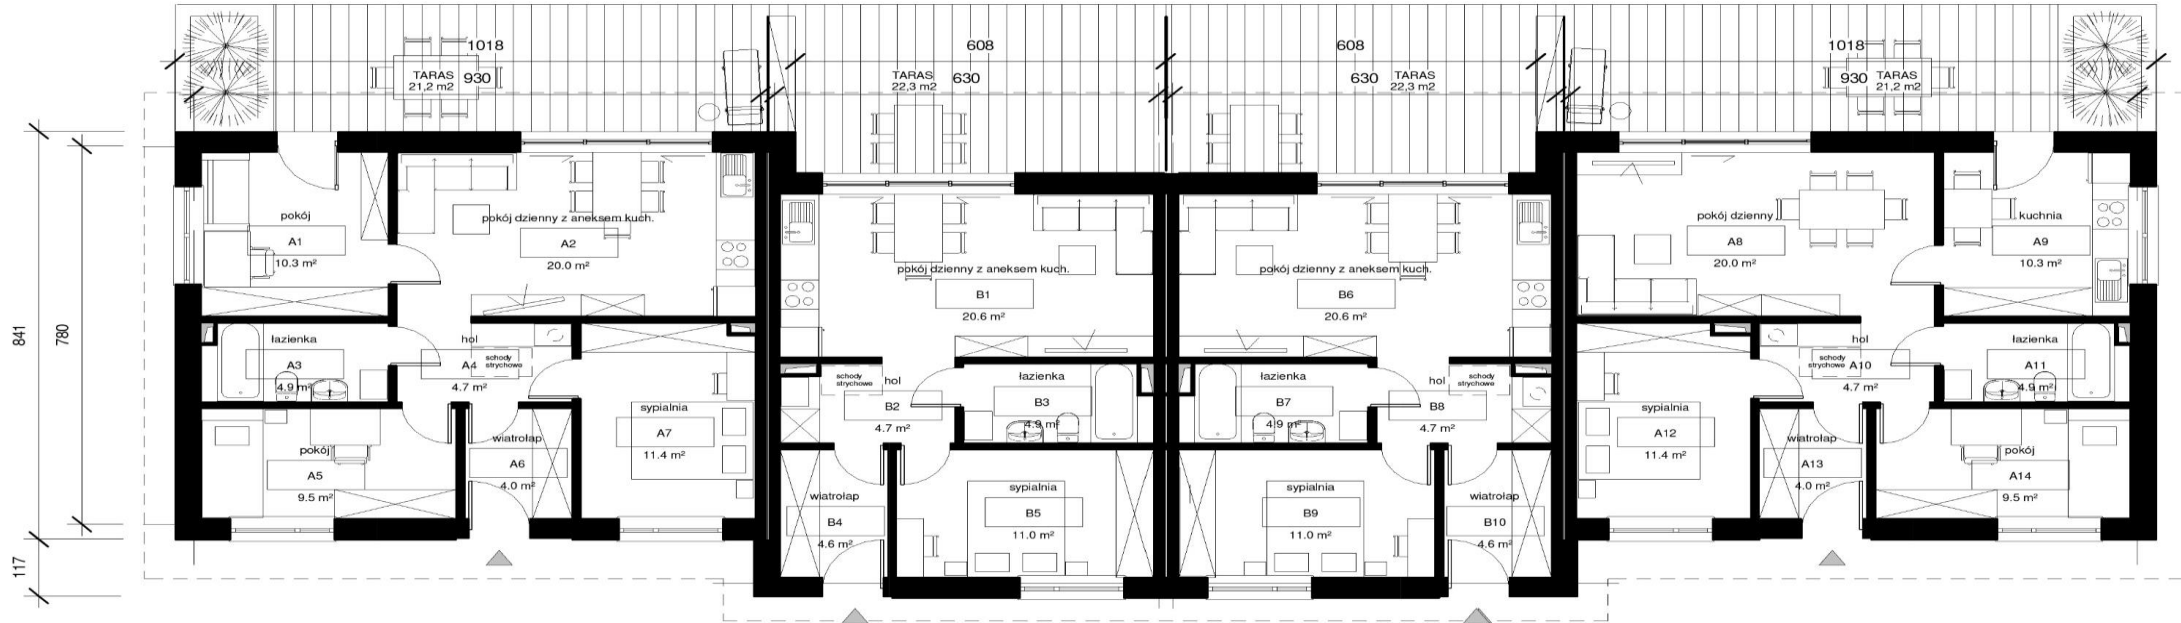 1018
608
608
1018
TARAS
21,2 m2
930
TARAS
22,3 m2
630
630
TARAS
22,3 m2
930
TARAS
21,2 m2
841
780
117
pokój
A1
10.3 m²
pokój dzienny z aneksem kuch.
A2
20.0 m²
łazienka
A3
4.9 m²
hol
A4
4.7 m²
schody
strychowe
pokój
A5
9.5 m²
wiatrołap
A6
4.0 m²
sypialnia
A7
11.4 m²
pokój dzienny z aneksem kuch.
B1
20.6 m²
schody
strychowe
hol
B2
4.7 m²
łazienka
B3
4.9 m²
wiatrołap
B4
4.6 m²
sypialnia
B5
11.0 m²
pokój dzienny z aneksem kuch.
B6
20.6 m²
łazienka
B7
4.9 m²
hol
B8
4.7 m²
schody
strychowe
sypialnia
B9
11.0 m²
wiatrołap
B10
4.6 m²
pokój dzienny
A8
20.0 m²
kuchnia
A9
10.3 m²
hol
schody
strychowe
A10
4.7 m²
łazienka
A11
4.9 m²
sypialnia
A12
11.4 m²
wiatrołap
A13
4.0 m²
pokój
A14
9.5 m²